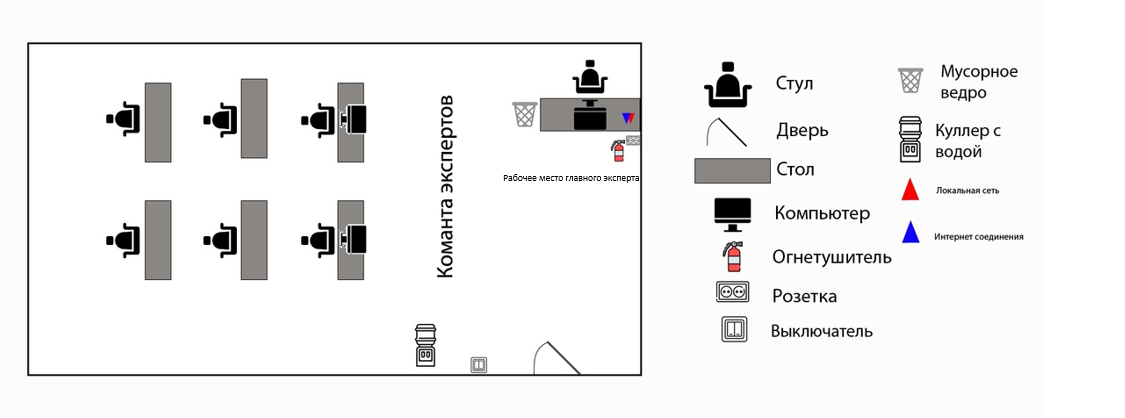 Команта экспертов
Рабочее место главного эксперта
Стул
Дверь
Стол
Компьютер
Огнетушитель
Розетка
Выключатель
Мусорное
ведро
Куллер с
водой
Локальная сеть
Интернет соединения